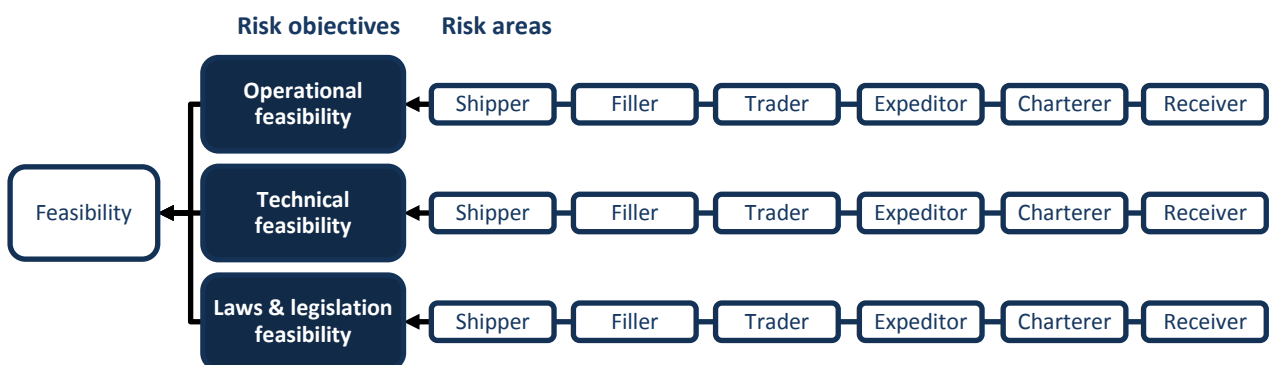 Risk objectives Risk areas
Operational
feasibility
Shipper Filler Trader Expeditor Charterer Receiver
Feasibility
Technical
feasibility
Shipper Filler Trader Expeditor Charterer Receiver
Laws & legislation
feasibility
Shipper Filler Trader Expeditor Charterer Receiver